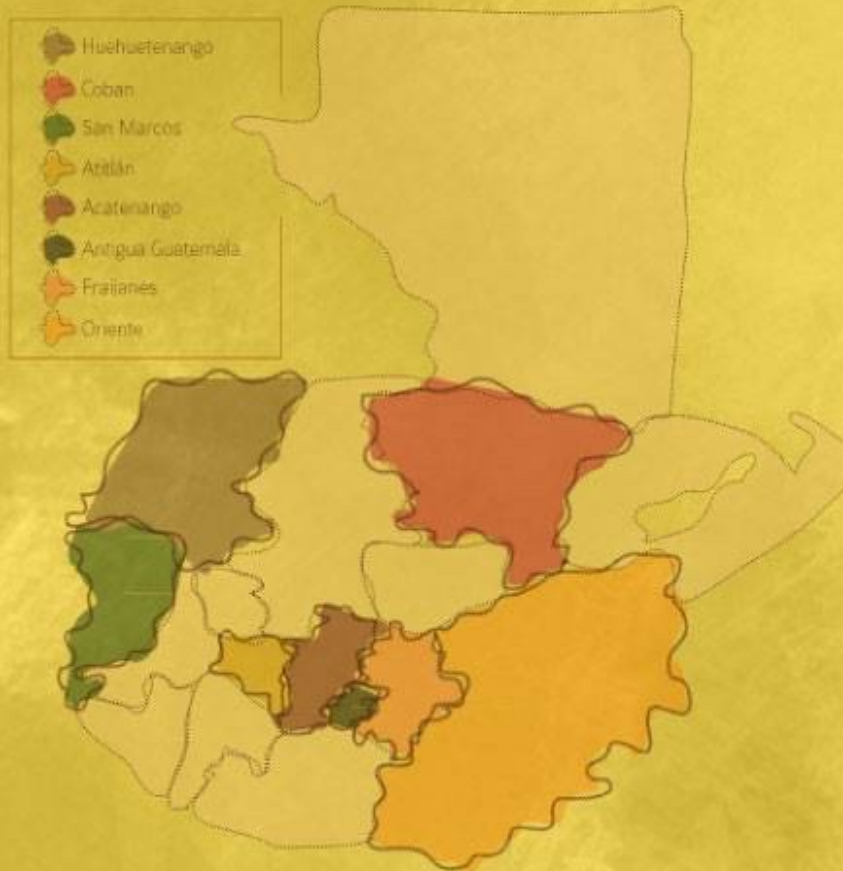 Huehuetenango
Coban
San Marcos
Atitlán
Acatenango
Antigua Guatemala
Fraijanes
Oriente